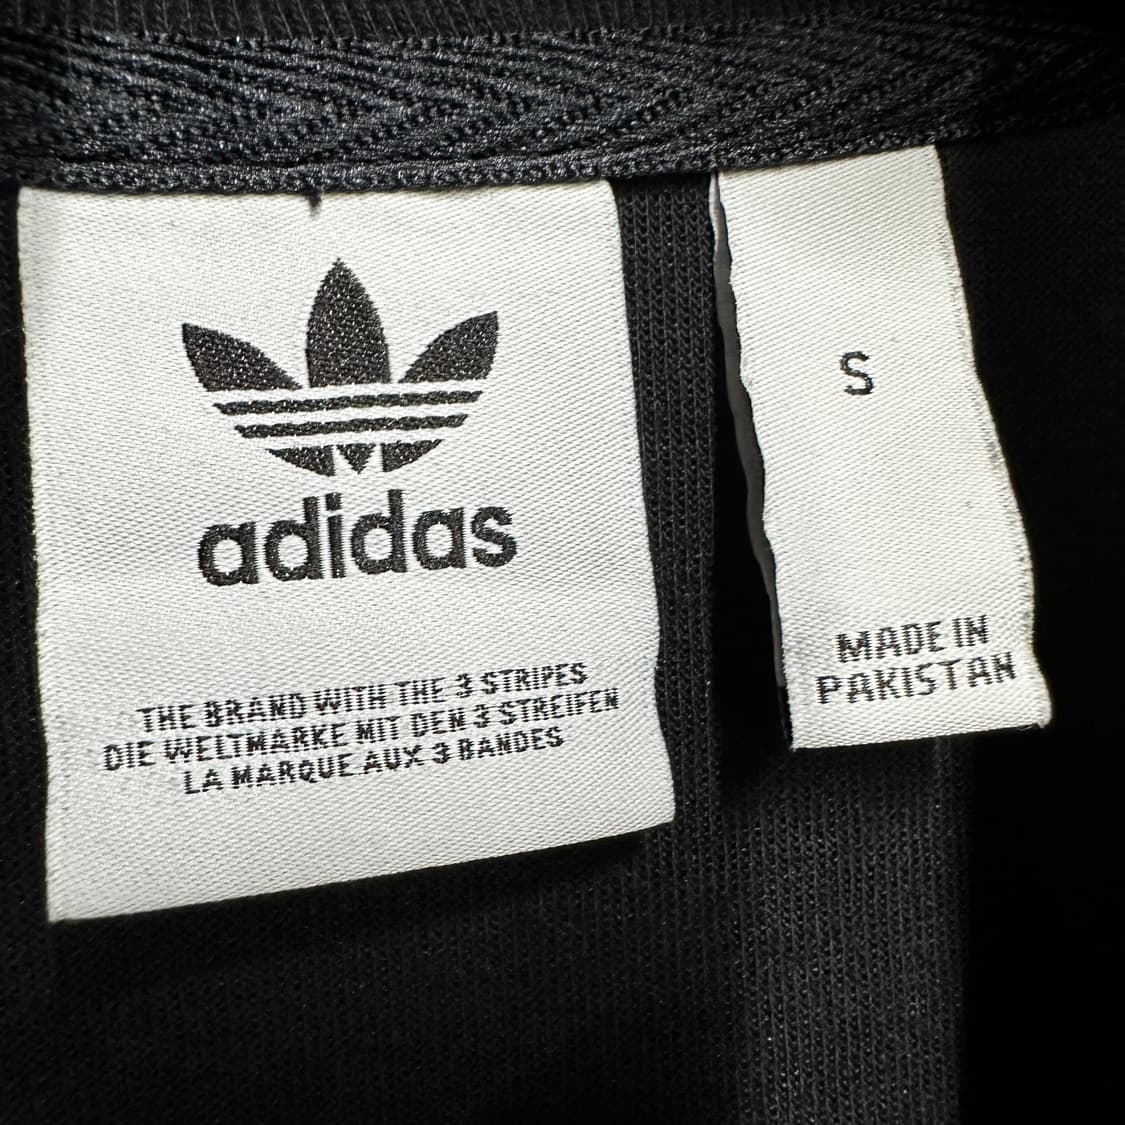 adidas
THE BRAND WITH THE 3 STRIPES
DIE WELTMARKE MIT DEN 3 STREIFEN
LA MARQUE AUX 3 BANDES
S
MADE IN
PAKISTAN